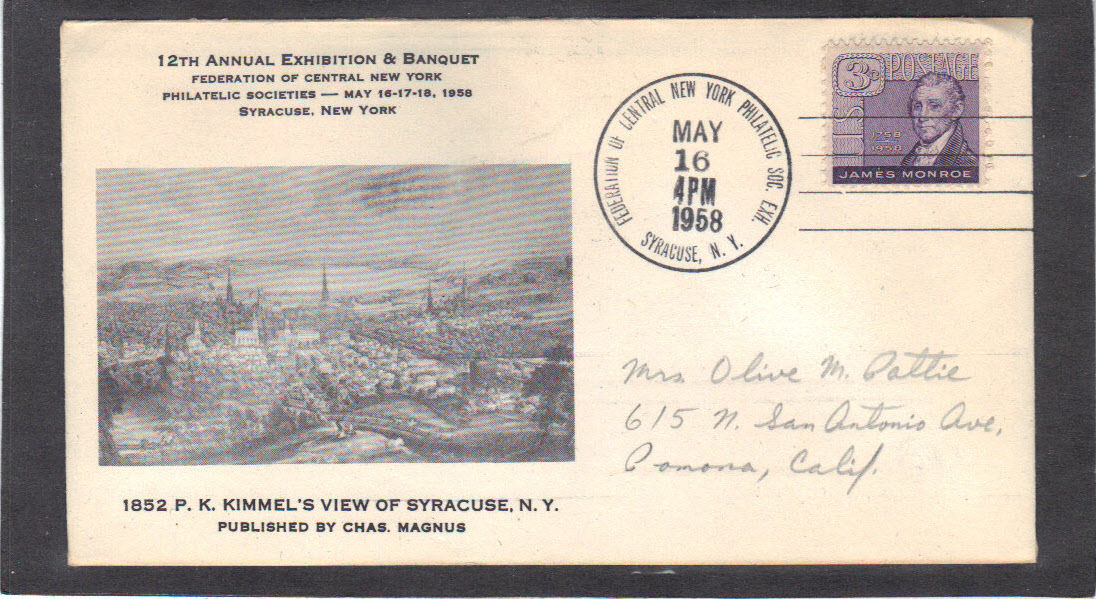 12TH ANNUAL EXHIBITION & BANQUET
FEDERATION OF CENTRAL NEW YORK
PHILATELIC SOCIETIES — MAY 16-17-18, 1958
SYRACUSE, NEW YORK
FEDERATION OF CENTRAL NEW YORK PHILATELIC SOC. EXH.
MAY
16
4PM
1958
SYRACUSE, N. Y.
3¢ POSTAGE
US
1758
1958
JAMES MONROE
Mrs Olive M. Pattie
615 N. San Antonio Ave,
Pomona, Calif.
1852 P. K. KIMMEL'S VIEW OF SYRACUSE, N. Y.
PUBLISHED BY CHAS. MAGNUS